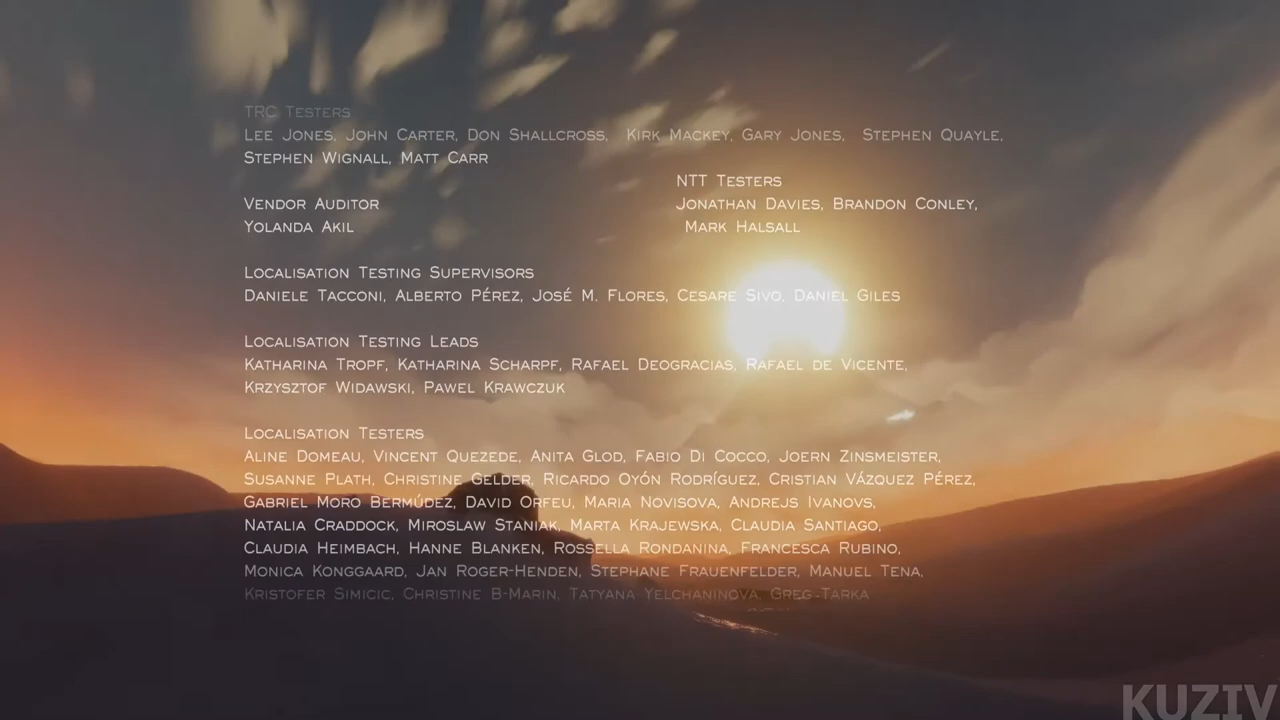 TRC Testers
Lee Jones, John Carter, Don Shallcross, Kirk Mackey, Gary Jones, Stephen Quayle,
Stephen Wignall, Matt Carr
NTT Testers
Jonathan Davies, Brandon Conley,
Mark Halsall
Vendor Auditor
Yolanda Akil
Localisation Testing Supervisors
Daniele Tacconi, Alberto Pérez, José M. Flores, Cesare Sivo, Daniel Giles
Localisation Testing Leads
Katharina Tropf, Katharina Scharpf, Rafael Deogracias, Rafael de Vicente,
Krzysztof Widawski, Pawel Krawczuk
Localisation Testers
Aline Domeau, Vincent Quezede, Anita Glod, Fabio Di Cocco, Joern Zinsmeister,
Susanne Plath, Christine Gelder, Ricardo Oyón Rodríguez, Cristian Vázquez Pérez,
Gabriel Moro Bermúdez, David Orfeu, Maria Novisova, Andrejs Ivanovs,
Natalia Craddock, Miroslaw Staniak, Marta Krajewska, Claudia Santiago,
Claudia Heimbach, Hanne Blanken, Rossella Rondanina, Francesca Rubino,
Monica Konggaard, Jan Roger-Henden, Stephane Frauenfelder, Manuel Tena,
Kristofer Simicic, Christine B-Marin, Tatyana Yelchaninova, Greg Tarka
KUZIV